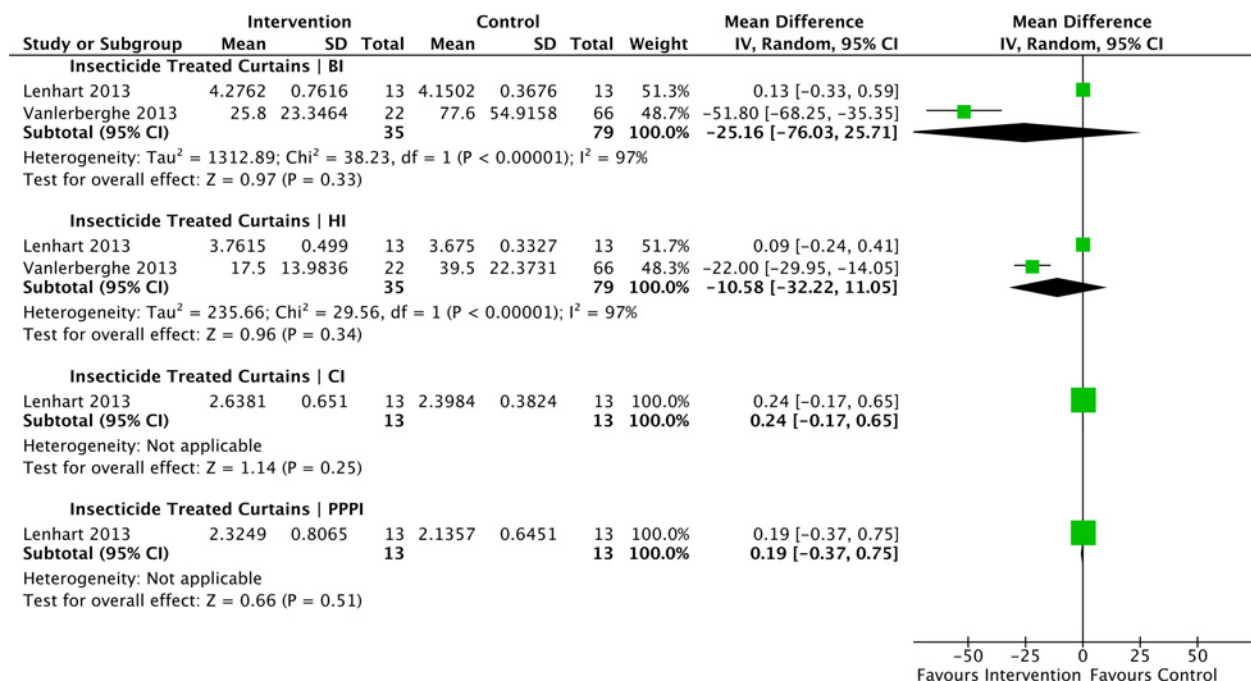 Intervention Control Mean Difference Mean Difference
Study or Subgroup Mean SD Total Mean SD Total Weight IV, Random, 95% CI IV, Random, 95% CI
Insecticide Treated Curtains | BI
Lenhart 2013 4.2762 0.7616 13 4.1502 0.3676 13 51.3% 0.13 [-0.33, 0.59]
Vanlerberghe 2013 25.8 23.3464 22 77.6 54.9158 66 48.7% -51.80 [-68.25, -35.35]
Subtotal (95% CI) 35 79 100.0% -25.16 [-76.03, 25.71]
Heterogeneity: Tau² = 1312.89; Chi² = 38.23, df = 1 (P < 0.00001); I² = 97%
Test for overall effect: Z = 0.97 (P = 0.33)
Insecticide Treated Curtains | HI
Lenhart 2013 3.7615 0.499 13 3.675 0.3327 13 51.7% 0.09 [-0.24, 0.41]
Vanlerberghe 2013 17.5 13.9836 22 39.5 22.3731 66 48.3% -22.00 [-29.95, -14.05]
Subtotal (95% CI) 35 79 100.0% -10.58 [-32.22, 11.05]
Heterogeneity: Tau² = 235.66; Chi² = 29.56, df = 1 (P < 0.00001); I² = 97%
Test for overall effect: Z = 0.96 (P = 0.34)
Insecticide Treated Curtains | CI
Lenhart 2013 2.6381 0.651 13 2.3984 0.3824 13 100.0% 0.24 [-0.17, 0.65]
Subtotal (95% CI) 13 13 100.0% 0.24 [-0.17, 0.65]
Heterogeneity: Not applicable
Test for overall effect: Z = 1.14 (P = 0.25)
Insecticide Treated Curtains | PPPI
Lenhart 2013 2.3249 0.8065 13 2.1357 0.6451 13 100.0% 0.19 [-0.37, 0.75]
Subtotal (95% CI) 13 13 100.0% 0.19 [-0.37, 0.75]
Heterogeneity: Not applicable
Test for overall effect: Z = 0.66 (P = 0.51)
-50 -25 0 25 50
Favours Intervention Favours Control